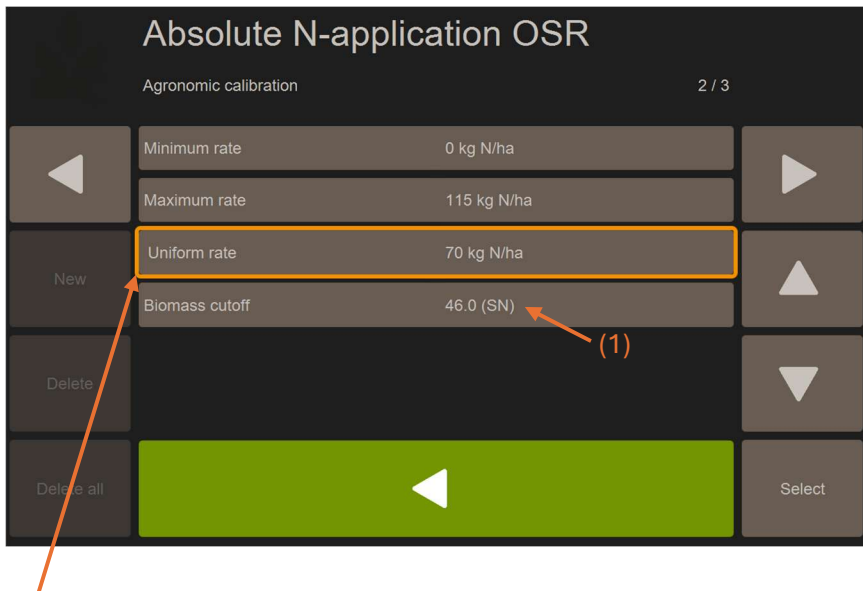 Absolute N-application OSR
Agronomic calibration 2 / 3
Minimum rate 0 kg N/ha
Maximum rate 115 kg N/ha
Uniform rate 70 kg N/ha
New
Biomass cutoff 46.0 (SN)
(1)
Delete
Delete all
Select